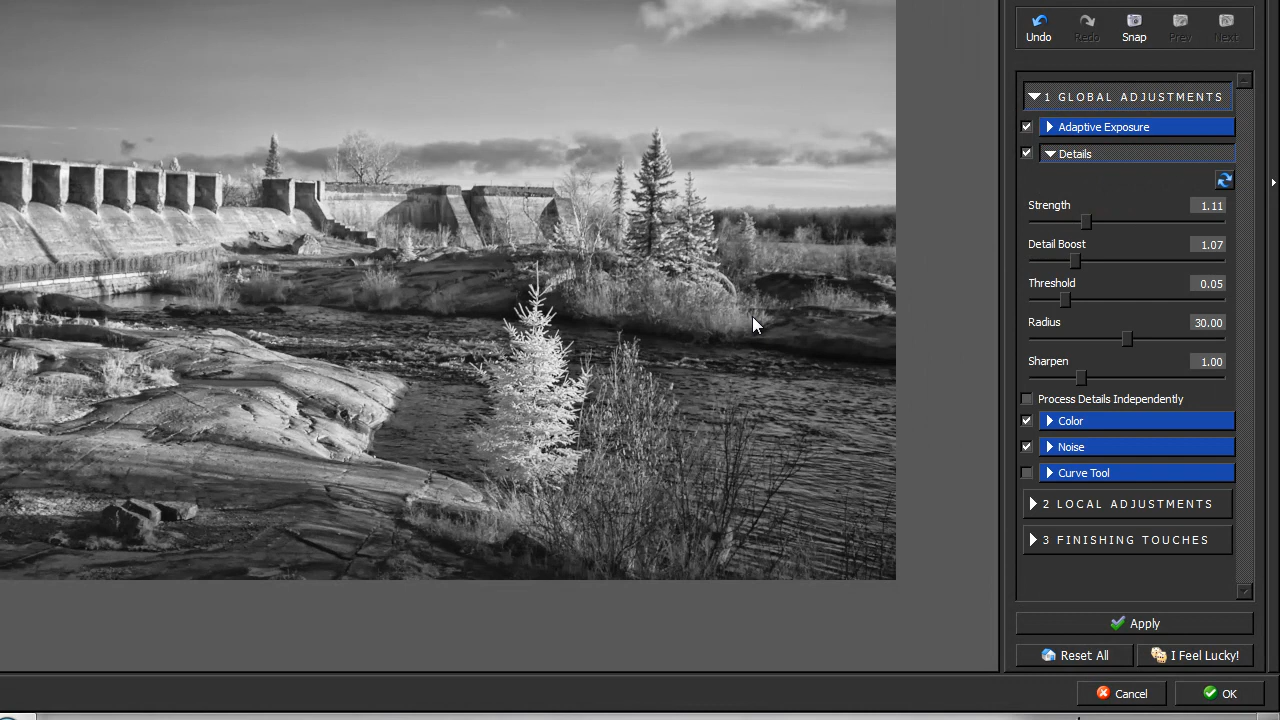 Undo Redo Snap Prev Next
1 GLOBAL ADJUSTMENTS
Adaptive Exposure
Details
Strength 1.11
Detail Boost 1.07
Threshold 0.05
Radius 30.00
Sharpen 1.00
Process Details Independently
Color
Noise
Curve Tool
2 LOCAL ADJUSTMENTS
3 FINISHING TOUCHES
Apply
Reset All I Feel Lucky!
Cancel OK